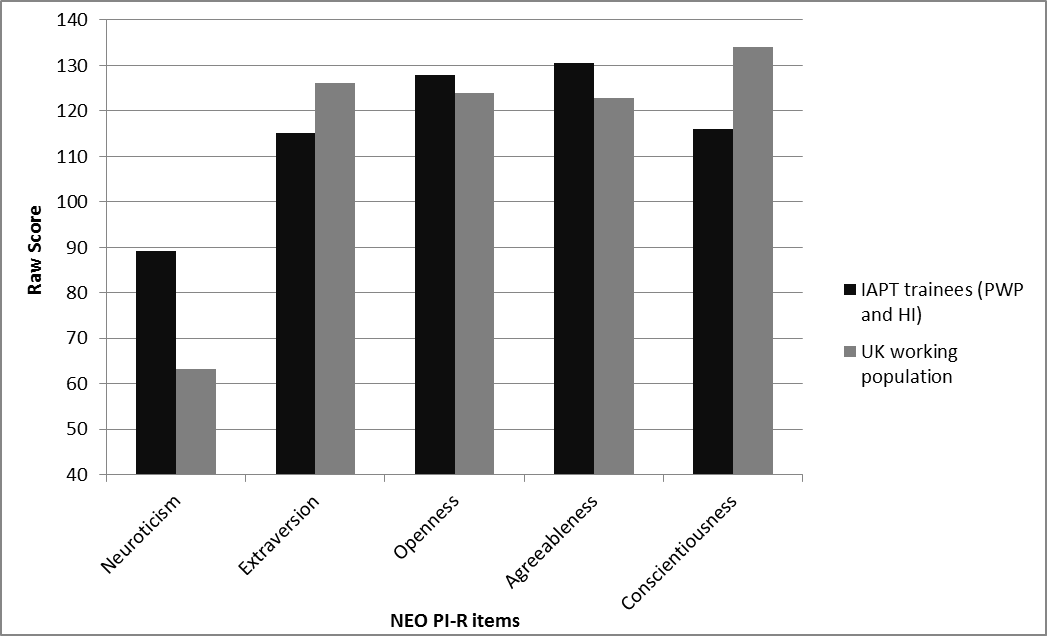 140
130
120
110
100
90
80
70
60
50
40
Raw Score
Neuroticism
Extraversion
Openness
Agreeableness
Conscientiousness
NEO PI-R items
IAPT trainees (PWP
and HI)
UK working
population